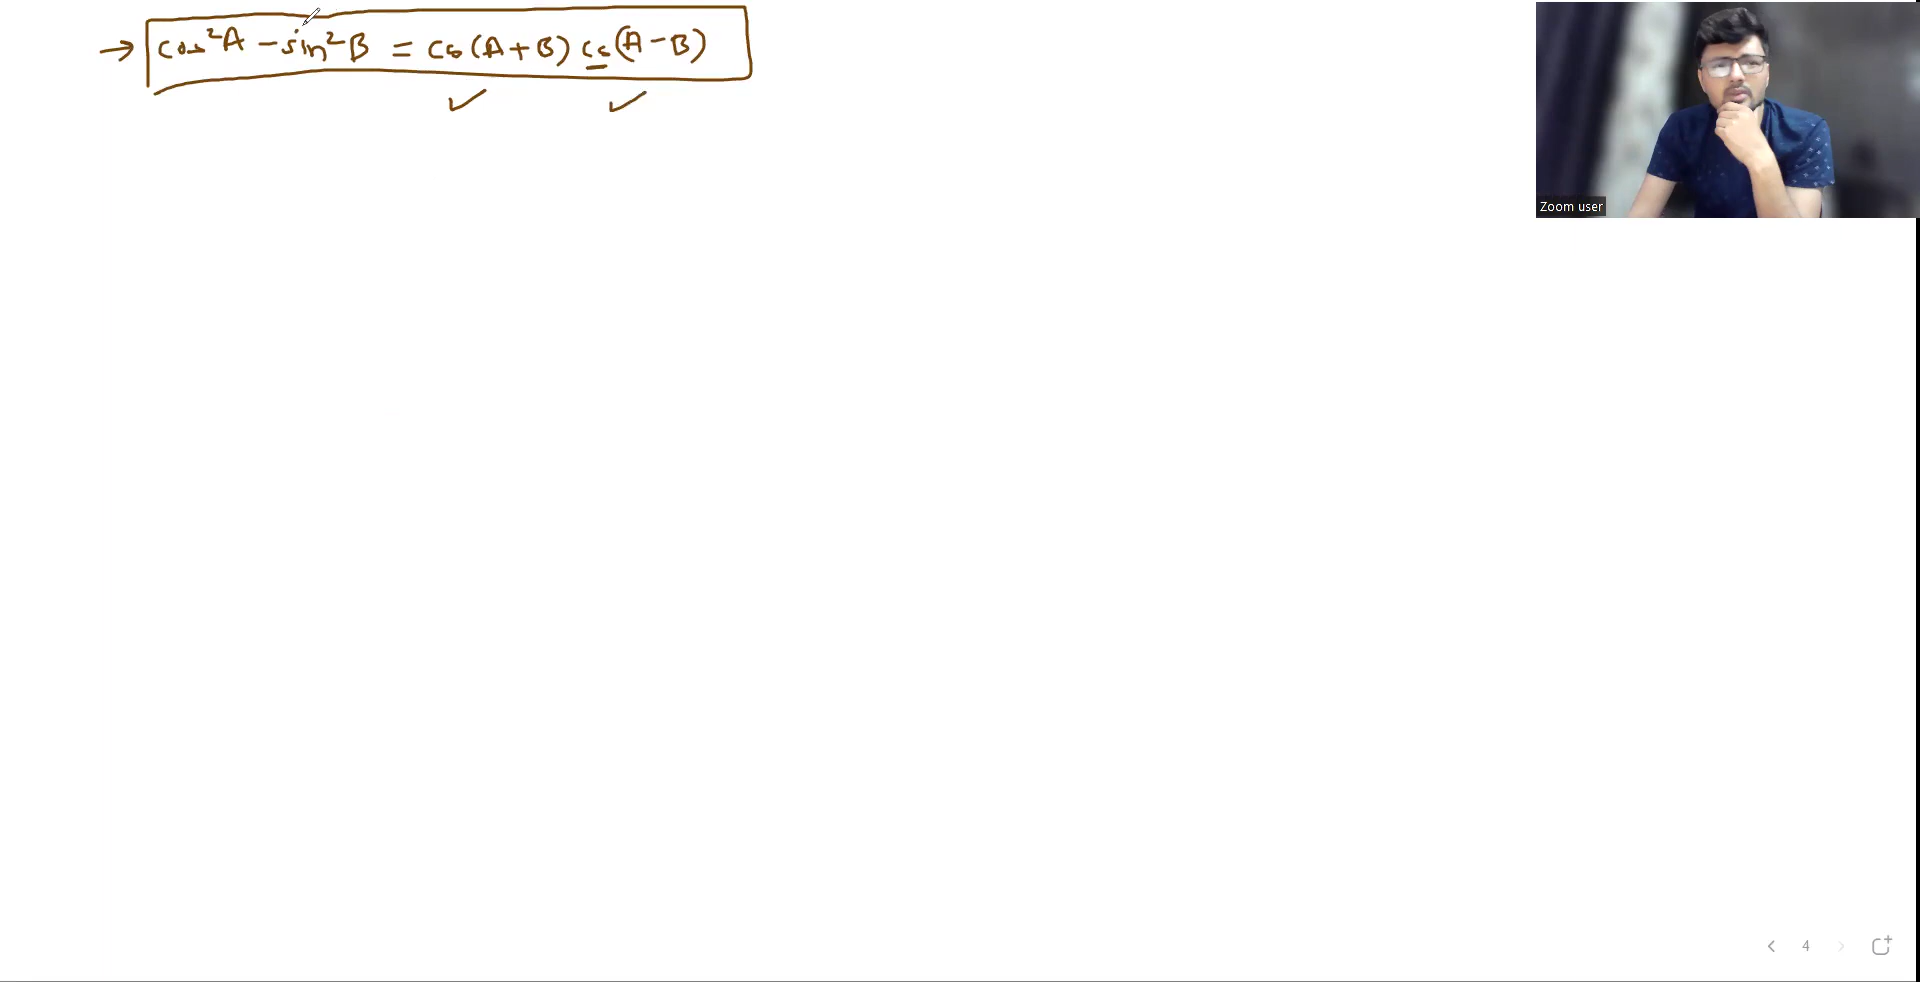 → cos²A - sin²B = cos(A+B) cos(A-B)
✓ ✓
Zoom user
4